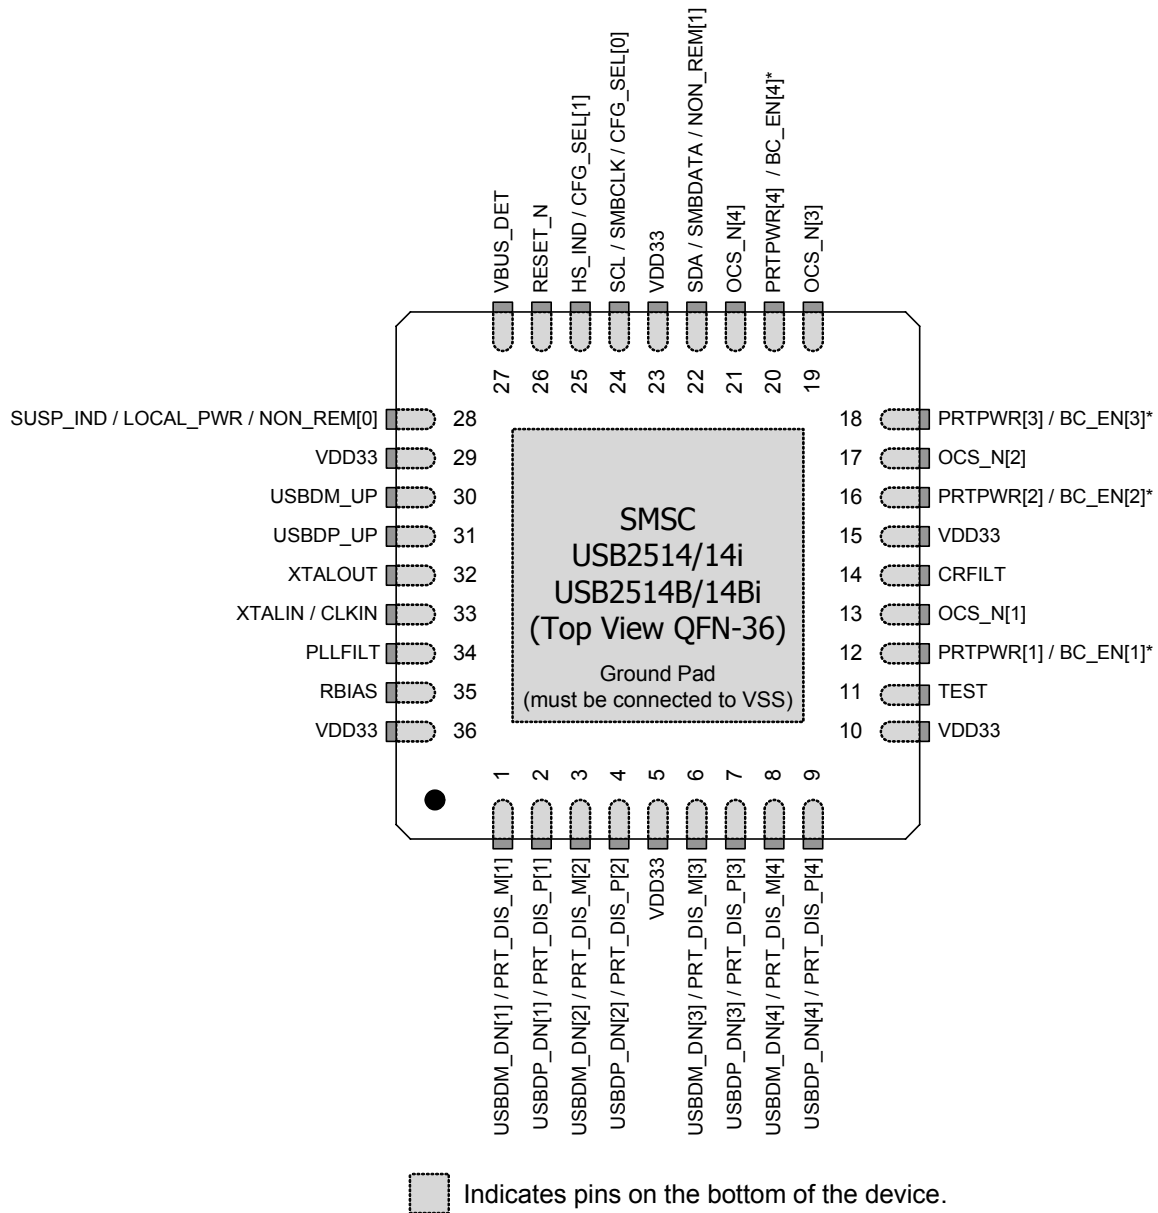 VBUS_DET
RESET_N
HS_IND / CFG_SEL[1]
SCL / SMBCLK / CFG_SEL[0]
VDD33
SDA / SMBDATA / NON_REM[1]
OCS_N[4]
PRTPWR[4] / BC_EN[4]*
OCS_N[3]
27
26
25
24
23
22
21
20
19
SUSP_IND / LOCAL_PWR / NON_REM[0]
28
VDD33
29
USBDM_UP
30
USBDP_UP
31
XTALOUT
32
XTALIN / CLKIN
33
PLLFILT
34
RBIAS
35
VDD33
36
SMSC
USB2514/14i
USB2514B/14Bi
(Top View QFN-36)
Ground Pad
(must be connected to VSS)
18
PRTPWR[3] / BC_EN[3]*
17
OCS_N[2]
16
PRTPWR[2] / BC_EN[2]*
15
VDD33
14
CRFILT
13
OCS_N[1]
12
PRTPWR[1] / BC_EN[1]*
11
TEST
10
VDD33
1
2
3
4
5
6
7
8
9
USBDM_DN[1] / PRT_DIS_M[1]
USBDP_DN[1] / PRT_DIS_P[1]
USBDM_DN[2] / PRT_DIS_M[2]
USBDP_DN[2] / PRT_DIS_P[2]
VDD33
USBDM_DN[3] / PRT_DIS_M[3]
USBDP_DN[3] / PRT_DIS_P[3]
USBDM_DN[4] / PRT_DIS_M[4]
USBDP_DN[4] / PRT_DIS_P[4]
Indicates pins on the bottom of the device.